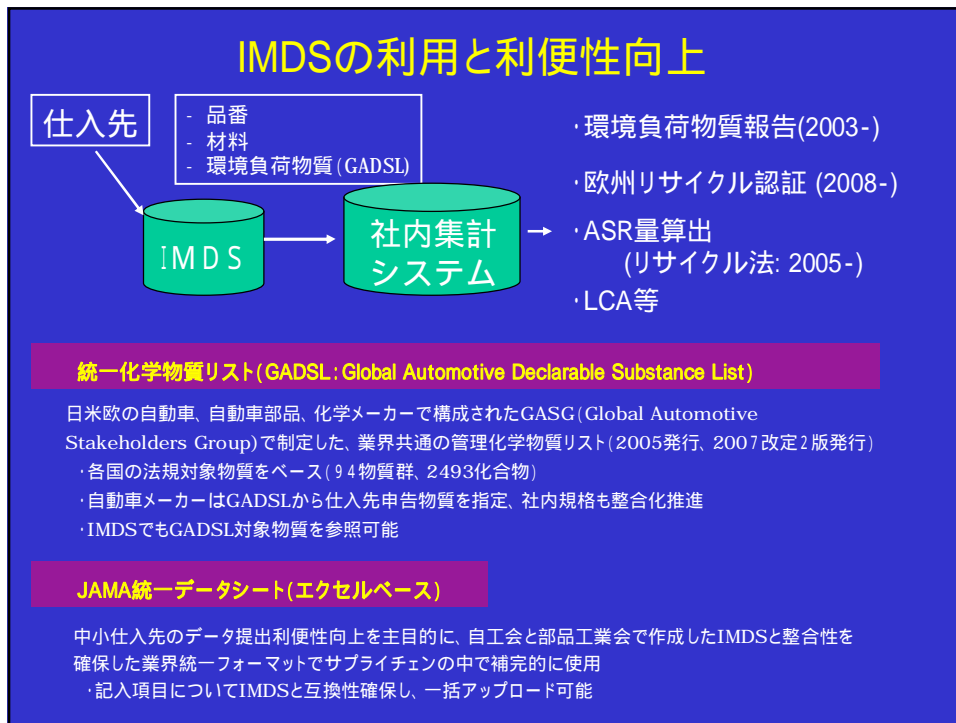 IMDSの利用と利便性向上
仕入先
- 品番
- 材料
- 環境負荷物質(GADSL)
IMDS
社内集計
システム
・環境負荷物質報告(2003-)
・欧州リサイクル認証 (2008-)
・ASR量算出
(リサイクル法: 2005-)
・LCA等
統一化学物質リスト(GADSL:Global Automotive Declarable Substance List)
日米欧の自動車、自動車部品、化学メーカーで構成されたGASG(Global Automotive
Stakeholders Group)で制定した、業界共通の管理化学物質リスト(2005発行、2007改定2版発行)
・各国の法規対象物質をベース(94物質群、2493化合物)
・自動車メーカーはGADSLから仕入先申告物質を指定、社内規格も整合化推進
・IMDSでもGADSL対象物質を参照可能
JAMA統一データシート(エクセルベース)
中小仕入先のデータ提出利便性向上を主目的に、自工会と部品工業会で作成したIMDSと整合性を
確保した業界統一フォーマットでサプライチェンの中で補完的に使用
・記入項目についてIMDSと互換性確保し、一括アップロード可能